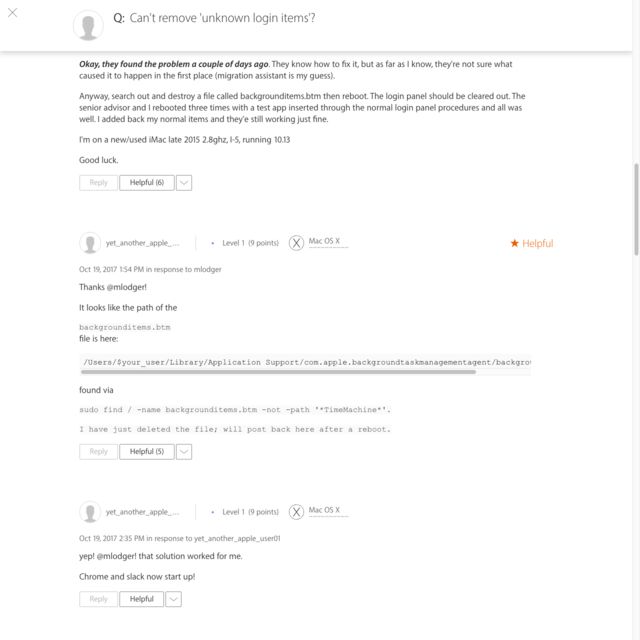 Q: Can't remove 'unknown login items'?
Okay, they found the problem a couple of days ago. They know how to fix it, but as far as I know, they're not sure what
caused it to happen in the first place (migration assistant is my guess).
Anyway, search out and destroy a file called backgrounditems.btm then reboot. The login panel should be cleared out. The
senior advisor and I rebooted three times with a test app inserted through the normal login panel procedures and all was
well. I added back my normal items and they'e still working just fine.
I'm on a new/used iMac late 2015 2.8ghz, I-5, running 10.13
Good luck.
Reply Helpful (6)
yet_another_apple_... • Level 1 (9 points) X Mac OS X ★ Helpful
Oct 19, 2017 1:54 PM in response to mlodger
Thanks @mlodger!
It looks like the path of the
backgrounditems.btm
file is here:
/Users/$your_user/Library/Application Support/com.apple.backgroundtaskmanagementagent/backgro
found via
sudo find / -name backgrounditems.btm -not -path '*TimeMachine*'.
I have just deleted the file; will post back here after a reboot.
Reply Helpful (5)
yet_another_apple_... • Level 1 (9 points) X Mac OS X
Oct 19, 2017 2:35 PM in response to yet_another_apple_user01
yep! @mlodger! that solution worked for me.
Chrome and slack now start up!
Reply Helpful